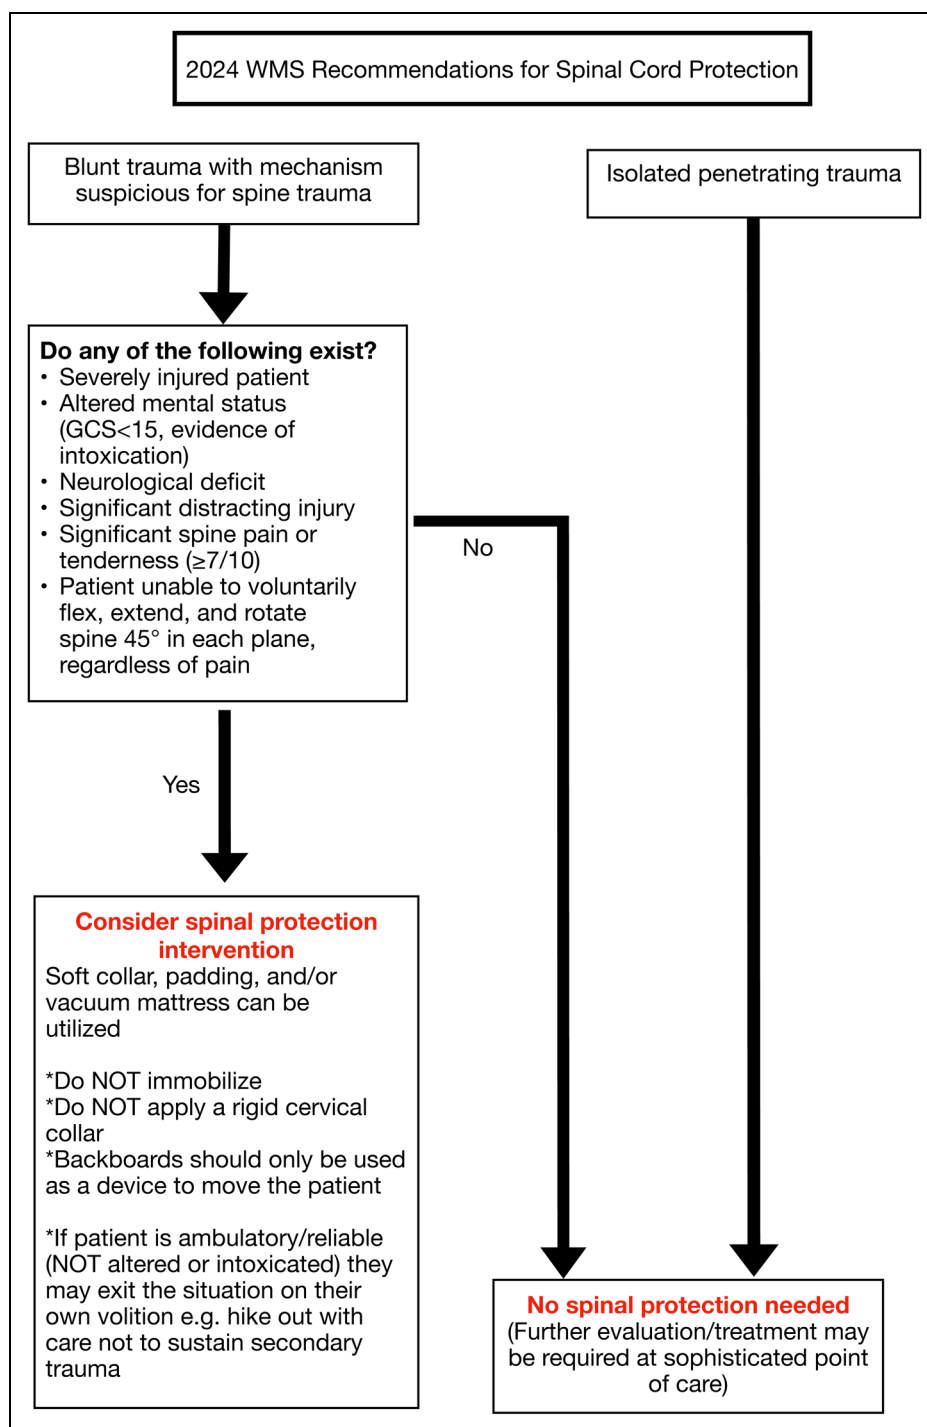 2024 WMS Recommendations for Spinal Cord Protection
Blunt trauma with mechanism
suspicious for spine trauma
Isolated penetrating trauma
Do any of the following exist?
• Severely injured patient
• Altered mental status
(GCS<15, evidence of
intoxication)
• Neurological deficit
• Significant distracting injury
• Significant spine pain or
tenderness (≥7/10)
• Patient unable to voluntarily
flex, extend, and rotate
spine 45° in each plane,
regardless of pain
No
Yes
Consider spinal protection
intervention
Soft collar, padding, and/or
vacuum mattress can be
utilized
*Do NOT immobilize
*Do NOT apply a rigid cervical
collar
*Backboards should only be used
as a device to move the patient
*If patient is ambulatory/reliable
(NOT altered or intoxicated) they
may exit the situation on their
own volition e.g. hike out with
care not to sustain secondary
trauma
No spinal protection needed
(Further evaluation/treatment may
be required at sophisticated point
of care)